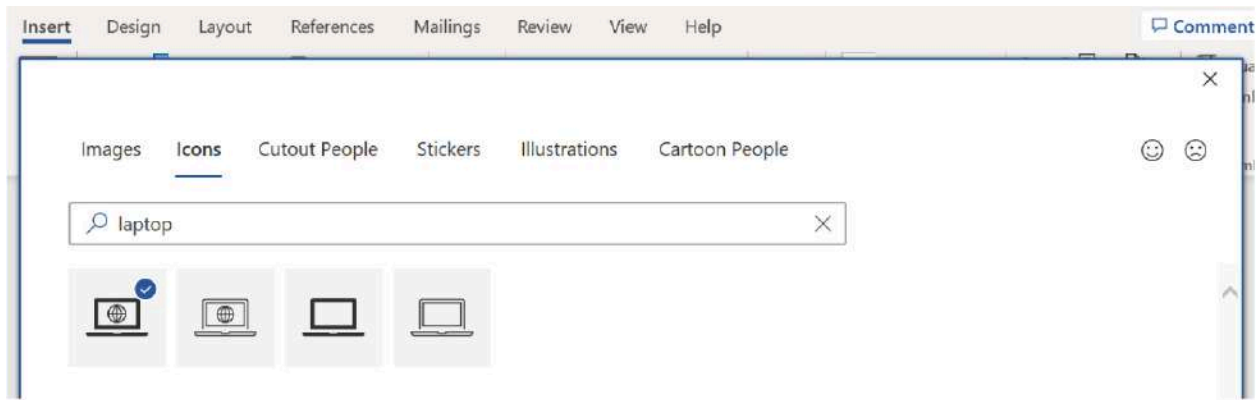 Insert Design Layout References Mailings Review View Help Comment
Images Icons Cutout People Stickers Illustrations Cartoon People
laptop